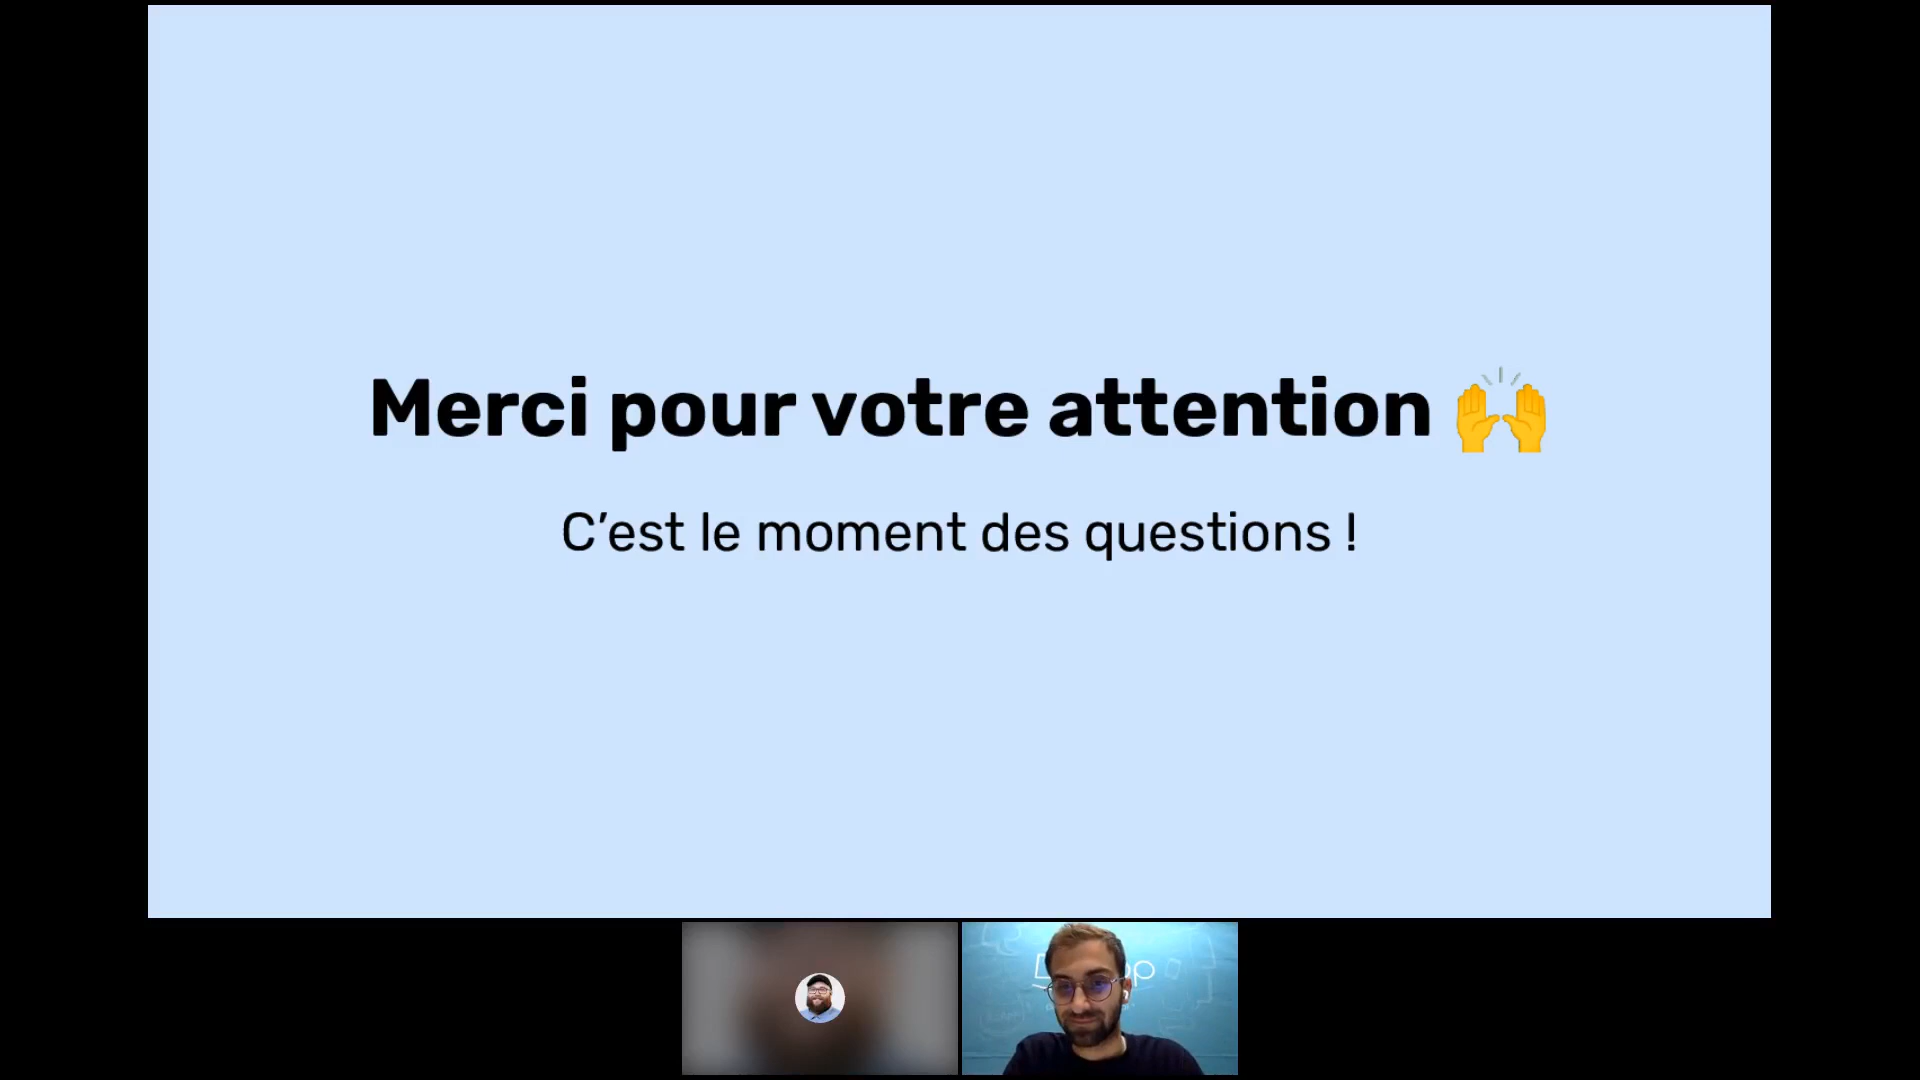 Merci pour votre attention 🙌
C’est le moment des questions !